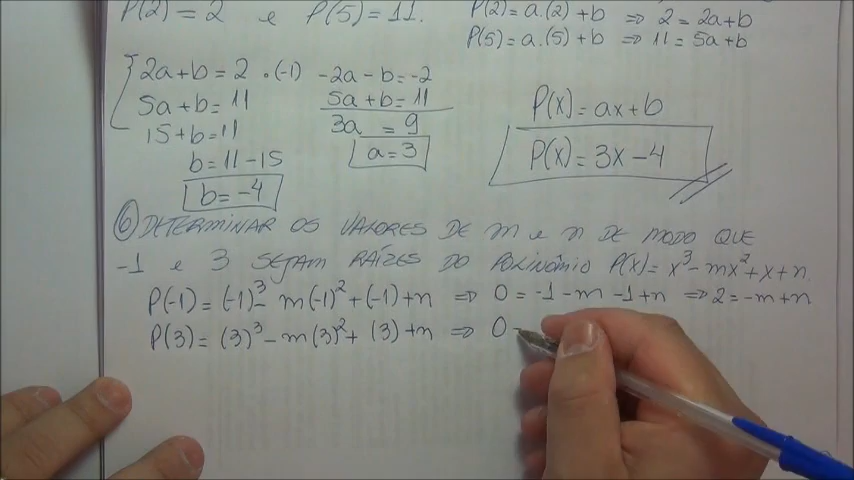 P(2) = 2 e P(5) = 11.
P(2) = a.(2) + b ⇒ 2 = 2a+b
P(5) = a.(5) + b ⇒ 11 = 5a+b
{2a+b=2 .(-1)
5a+b=11
15+b=11
b=11-15
b=-4
-2a-b=-2
5a+b=11
3a = 9
a=3
P(x)=ax+b
P(x)=3x-4
⑥ DETERMINAR OS VALORES DE m e n DE MODO QUE
-1 e 3 SEJAM RAÍZES DO POLINÔMIO P(x)=x³-mx²+x+n.
P(-1) = (-1)³- m(-1)²+(-1)+n ⇒ 0 = -1-m-1+n ⇒ 2=-m+n
P(3) = (3)³-m(3)²+ (3)+n ⇒ 0